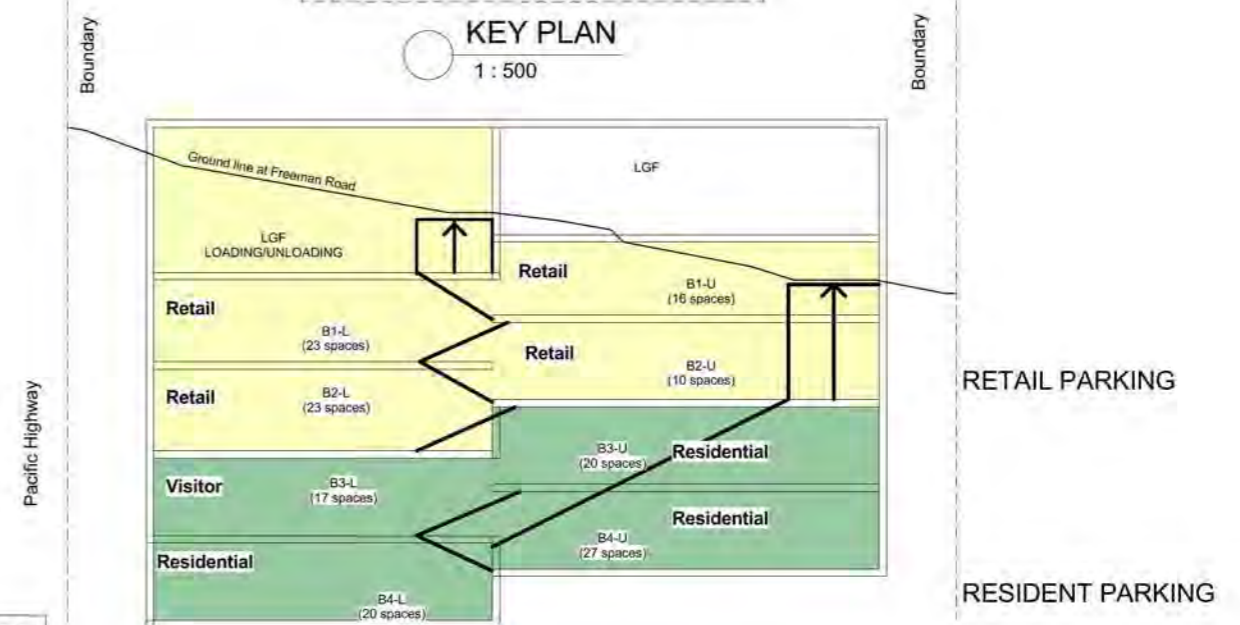 Boundary
KEY PLAN
1 : 500
Boundary
Ground line at Freeman Road
LGF
LGF
LOADING/UNLOADING
Retail
B1-U
(16 spaces)
Retail
B1-L
(23 spaces)
Retail
B2-U
(10 spaces)
RETAIL PARKING
Retail
B2-L
(23 spaces)
Pacific Highway
B3-U
(20 spaces)
Residential
Visitor
B3-L
(17 spaces)
Residential
B4-U
(27 spaces)
Residential
B4-L
(20 spaces)
RESIDENT PARKING